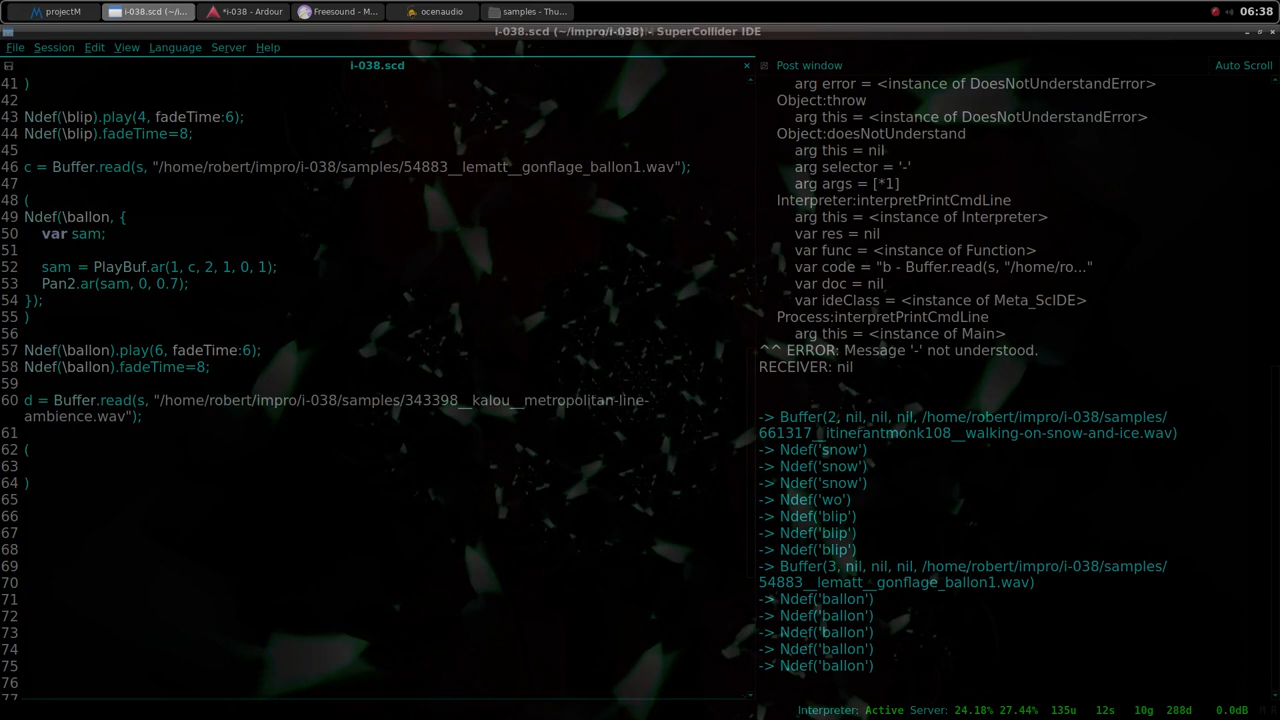 projectM
i-038.scd (~/i...
*i-038 - Ardour
Freesound - M...
ocenaudio
samples - Thu...
06:38
i-038.scd (~/impro/i-038) - SuperCollider IDE
File Session Edit View Language Server Help
i-038.scd
Post window
Auto Scroll
41 )
42
43 Ndef(\blip).play(4, fadeTime:6);
44 Ndef(\blip).fadeTime=8;
45
46 c = Buffer.read(s, "/home/robert/impro/i-038/samples/54883__lematt__gonflage_ballon1.wav");
47
48 (
49 Ndef(\ballon, {
50 var sam;
51
52 sam = PlayBuf.ar(1, c, 2, 1, 0, 1);
53 Pan2.ar(sam, 0, 0.7);
54 });
55 )
56
57 Ndef(\ballon).play(6, fadeTime:6);
58 Ndef(\ballon).fadeTime=8;
59
60 d = Buffer.read(s, "/home/robert/impro/i-038/samples/343398__kalou__metropolitan-line-
ambience.wav");
61
62 (
63
64 )
65
66
67
68
69
70
71
72
73
74
75
76
77
arg error = <instance of DoesNotUnderstandError>
Object:throw
arg this = <instance of DoesNotUnderstandError>
Object:doesNotUnderstand
arg this = nil
arg selector = '-'
arg args = [*1]
Interpreter:interpretPrintCmdLine
arg this = <instance of Interpreter>
var res = nil
var func = <instance of Function>
var code = "b - Buffer.read(s, "/home/ro..."
var doc = nil
var ideClass = <instance of Meta_ScIDE>
Process:interpretPrintCmdLine
arg this = <instance of Main>
^^ ERROR: Message '-' not understood.
RECEIVER: nil
-> Buffer(2, nil, nil, nil, /home/robert/impro/i-038/samples/
661317__itinerantmonk108__walking-on-snow-and-ice.wav)
-> Ndef('snow')
-> Ndef('snow')
-> Ndef('snow')
-> Ndef('wo')
-> Ndef('blip')
-> Ndef('blip')
-> Ndef('blip')
-> Buffer(3, nil, nil, nil, /home/robert/impro/i-038/samples/
54883__lematt__gonflage_ballon1.wav)
-> Ndef('ballon')
-> Ndef('ballon')
-> Ndef('ballon')
-> Ndef('ballon')
-> Ndef('ballon')
Interpreter: Active Server: 24.18% 27.44% 135u 12s 10g 288d 0.0dB